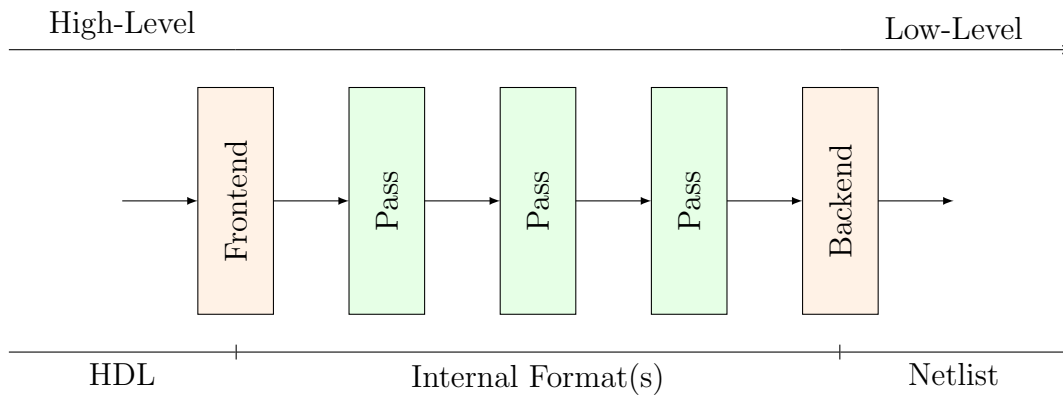 High-Level
Low-Level
Frontend
Pass
Pass
Pass
Backend
HDL
Internal Format(s)
Netlist